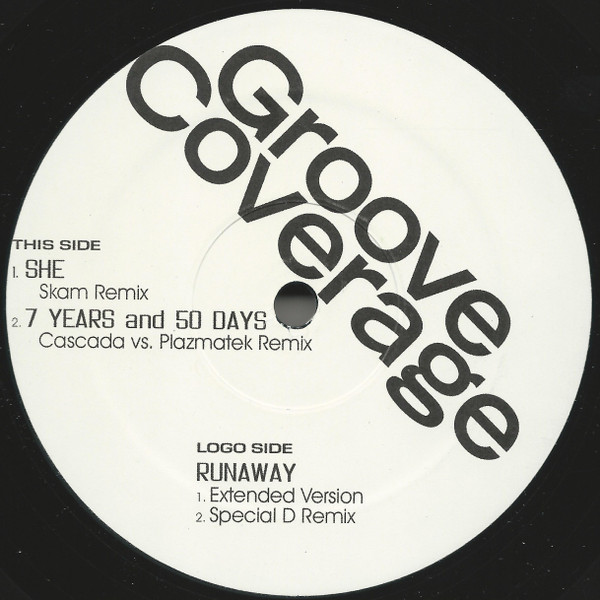 Groove
Coverage
THIS SIDE
1. SHE
Skam Remix
2. 7 YEARS and 50 DAYS
Cascada vs. Plazmatek Remix
LOGO SIDE
RUNAWAY
1. Extended Version
2. Special D Remix